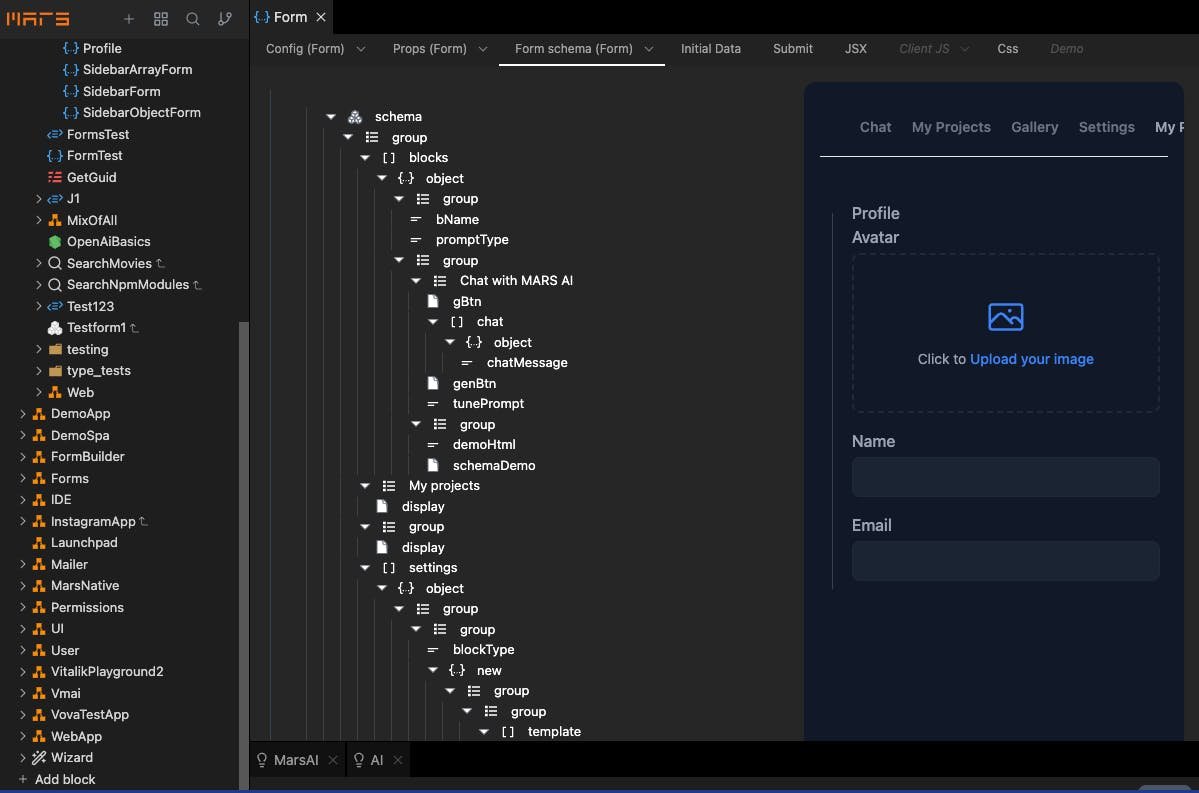 MARS
Form
Config (Form)
Props (Form)
Form schema (Form)
Initial Data
Submit
JSX
Client JS
Css
Demo
Profile
SidebarArrayForm
SidebarForm
SidebarObjectForm
FormsTest
FormTest
GetGuid
J1
MixOfAll
OpenAiBasics
SearchMovies
SearchNpmModules
Test123
Testform1
testing
type_tests
Web
DemoApp
DemoSpa
FormBuilder
Forms
IDE
InstagramApp
Launchpad
Mailer
MarsNative
Permissions
UI
User
VitalikPlayground2
Vmai
VovaTestApp
WebApp
Wizard
+ Add block
schema
group
[ ] blocks
{..} object
group
bName
promptType
group
Chat with MARS AI
gBtn
[ ] chat
{..} object
chatMessage
genBtn
tunePrompt
group
demoHtml
schemaDemo
My projects
display
group
display
[ ] settings
{..} object
group
group
blockType
{..} new
group
group
[ ] template
Chat
My Projects
Gallery
Settings
My P
Profile
Avatar
Click to Upload your image
Name
Email
MarsAI
AI